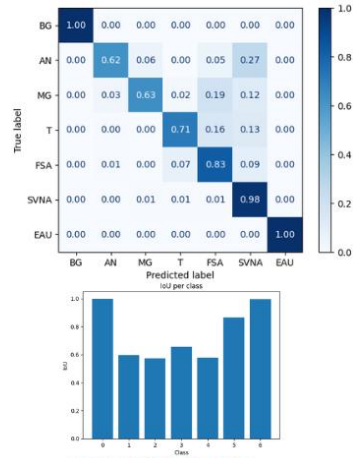 BG 1.00 0.00 0.00 0.00 0.00 0.00 0.00
AN 0.00 0.62 0.06 0.00 0.05 0.27 0.00
MG 0.00 0.03 0.63 0.02 0.19 0.12 0.00
T 0.00 0.00 0.00 0.71 0.16 0.13 0.00
FSA 0.00 0.01 0.00 0.07 0.83 0.09 0.00
SVNA 0.00 0.00 0.01 0.01 0.01 0.98 0.00
EAU 0.00 0.00 0.00 0.00 0.00 0.00 1.00
BG AN MG T FSA SVNA EAU
True label
Predicted label
1.0
0.8
0.6
0.4
0.2
0.0
IoU per class
1.0
0.8
0.6
0.4
0.2
0.0
IoU
0 1 2 3 4 5 6
Class